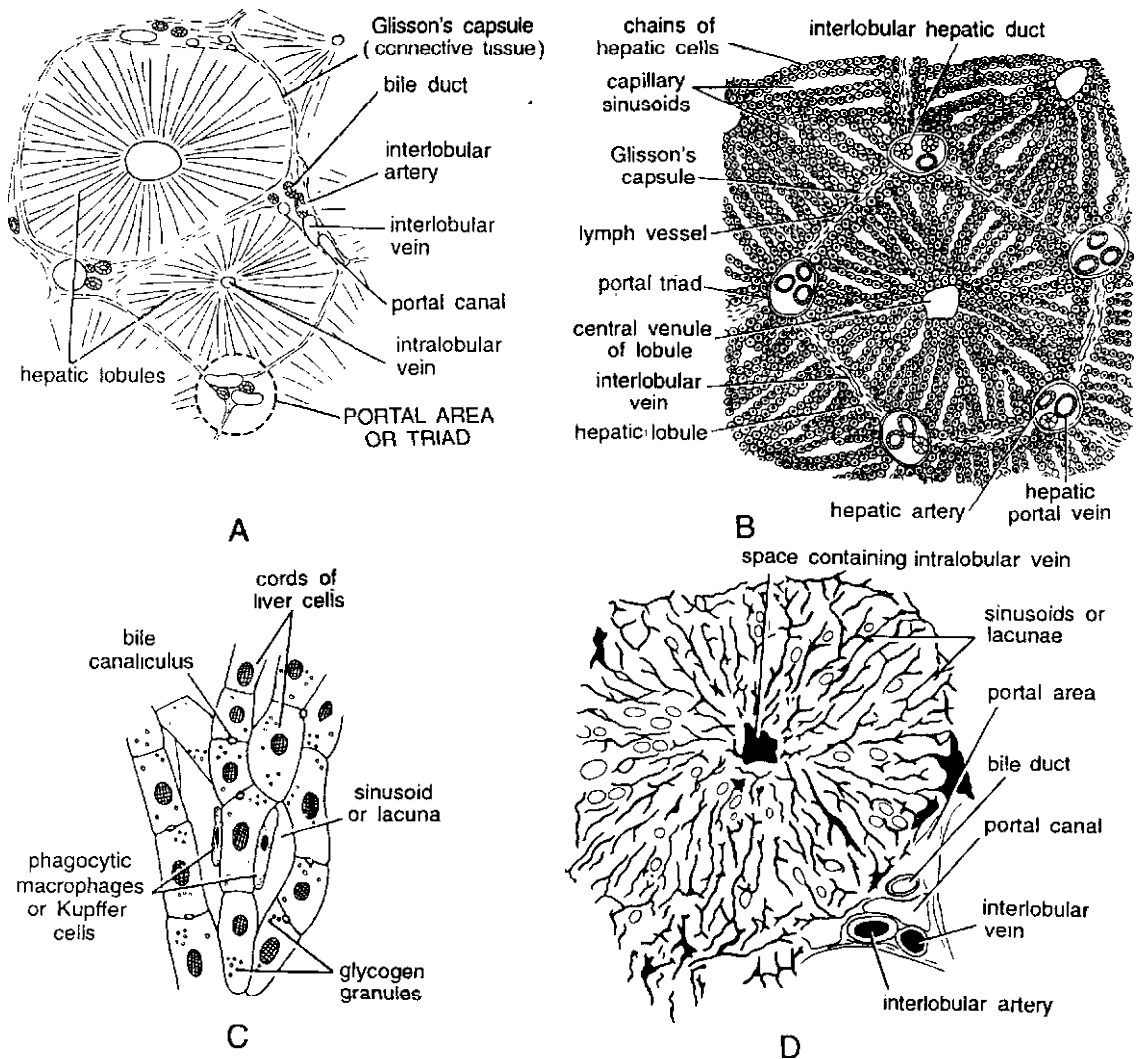 Glisson's capsule
(connective tissue)
bile duct
interlobular
artery
interlobular
vein
portal canal
intralobular
vein
hepatic lobules
PORTAL AREA
OR TRIAD
A
chains of
hepatic cells
interlobular hepatic duct
capillary
sinusoids
Glisson's
capsule
lymph vessel
portal triad
central venule
of lobule
interlobular
vein
hepatic lobule
hepatic artery
hepatic
portal vein
B
cords of
liver cells
bile
canaliculus
sinusoid
or lacuna
phagocytic
macrophages
or Kupffer
cells
glycogen
granules
C
space containing intralobular vein
sinusoids or
lacunae
portal area
bile duct
portal canal
interlobular
vein
interlobular artery
D